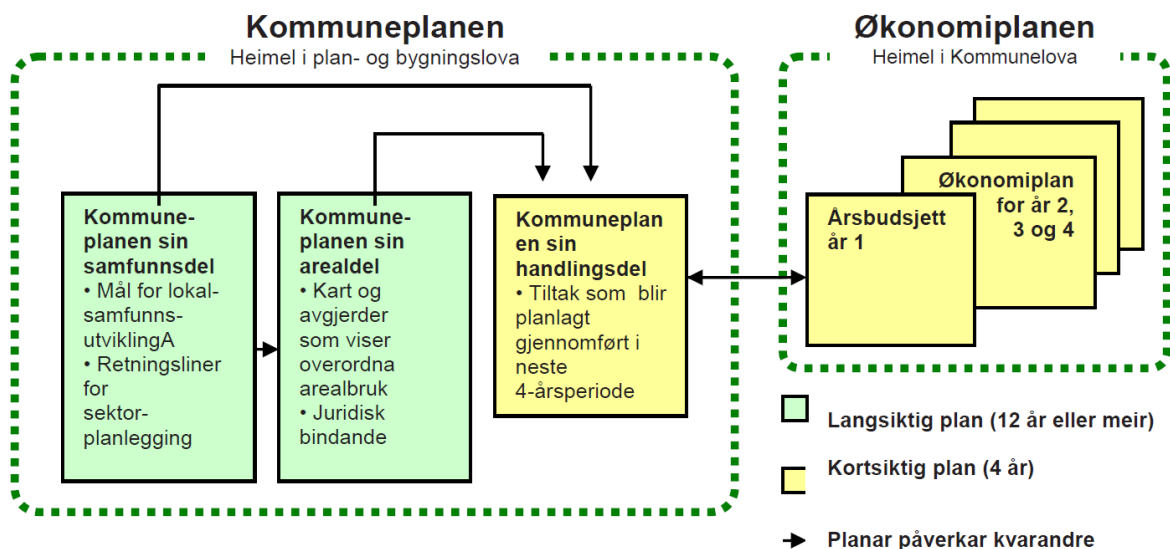 Kommuneplanen
Heimel i plan- og bygningslova
Økonomiplanen
Heimel i Kommunelova
Kommune-
planen sin
samfunnsdel
• Mål for lokal-
samfunns-
utviklingA
• Retningsliner
for
sektor-
planlegging
Kommune-
planen sin
arealdel
• Kart og
avgjerder
som viser
overordna
arealbruk
• Juridisk
bindande
Kommuneplan
en sin
handlingsdel
• Tiltak som blir
planlagt
gjennomført i
neste
4-årsperiode
Årsbudsjett
år 1
Økonomiplan
for år 2,
3 og 4
Langsiktig plan (12 år eller meir)
Kortsiktig plan (4 år)
Planar påverkar kvarandre